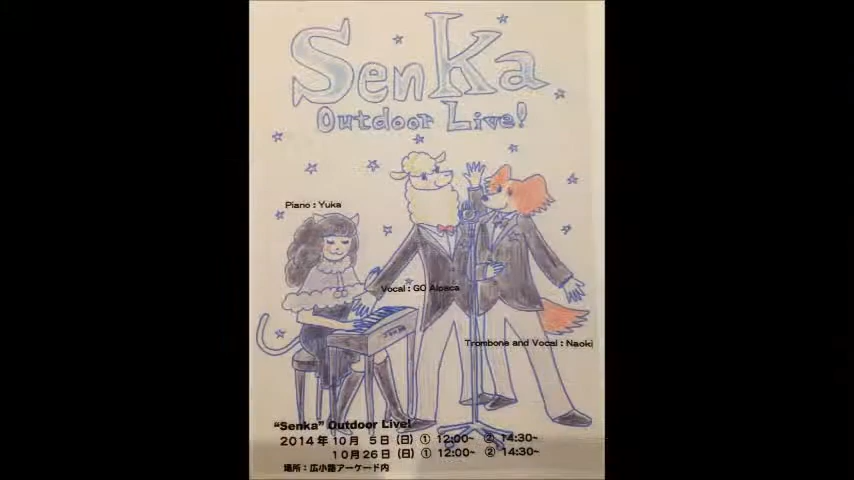 SenKa
Outdoor Live!
Piano : Yuka
Vocal : GO Alpaca
Trombone and Vocal : Naoki
"Senka" Outdoor Live!
2014年 10月 5日 (日) ① 12:00~ ② 14:30~
10月 26日 (日) ① 12:00~ ② 14:30~
場所 : 広小路アーケード内